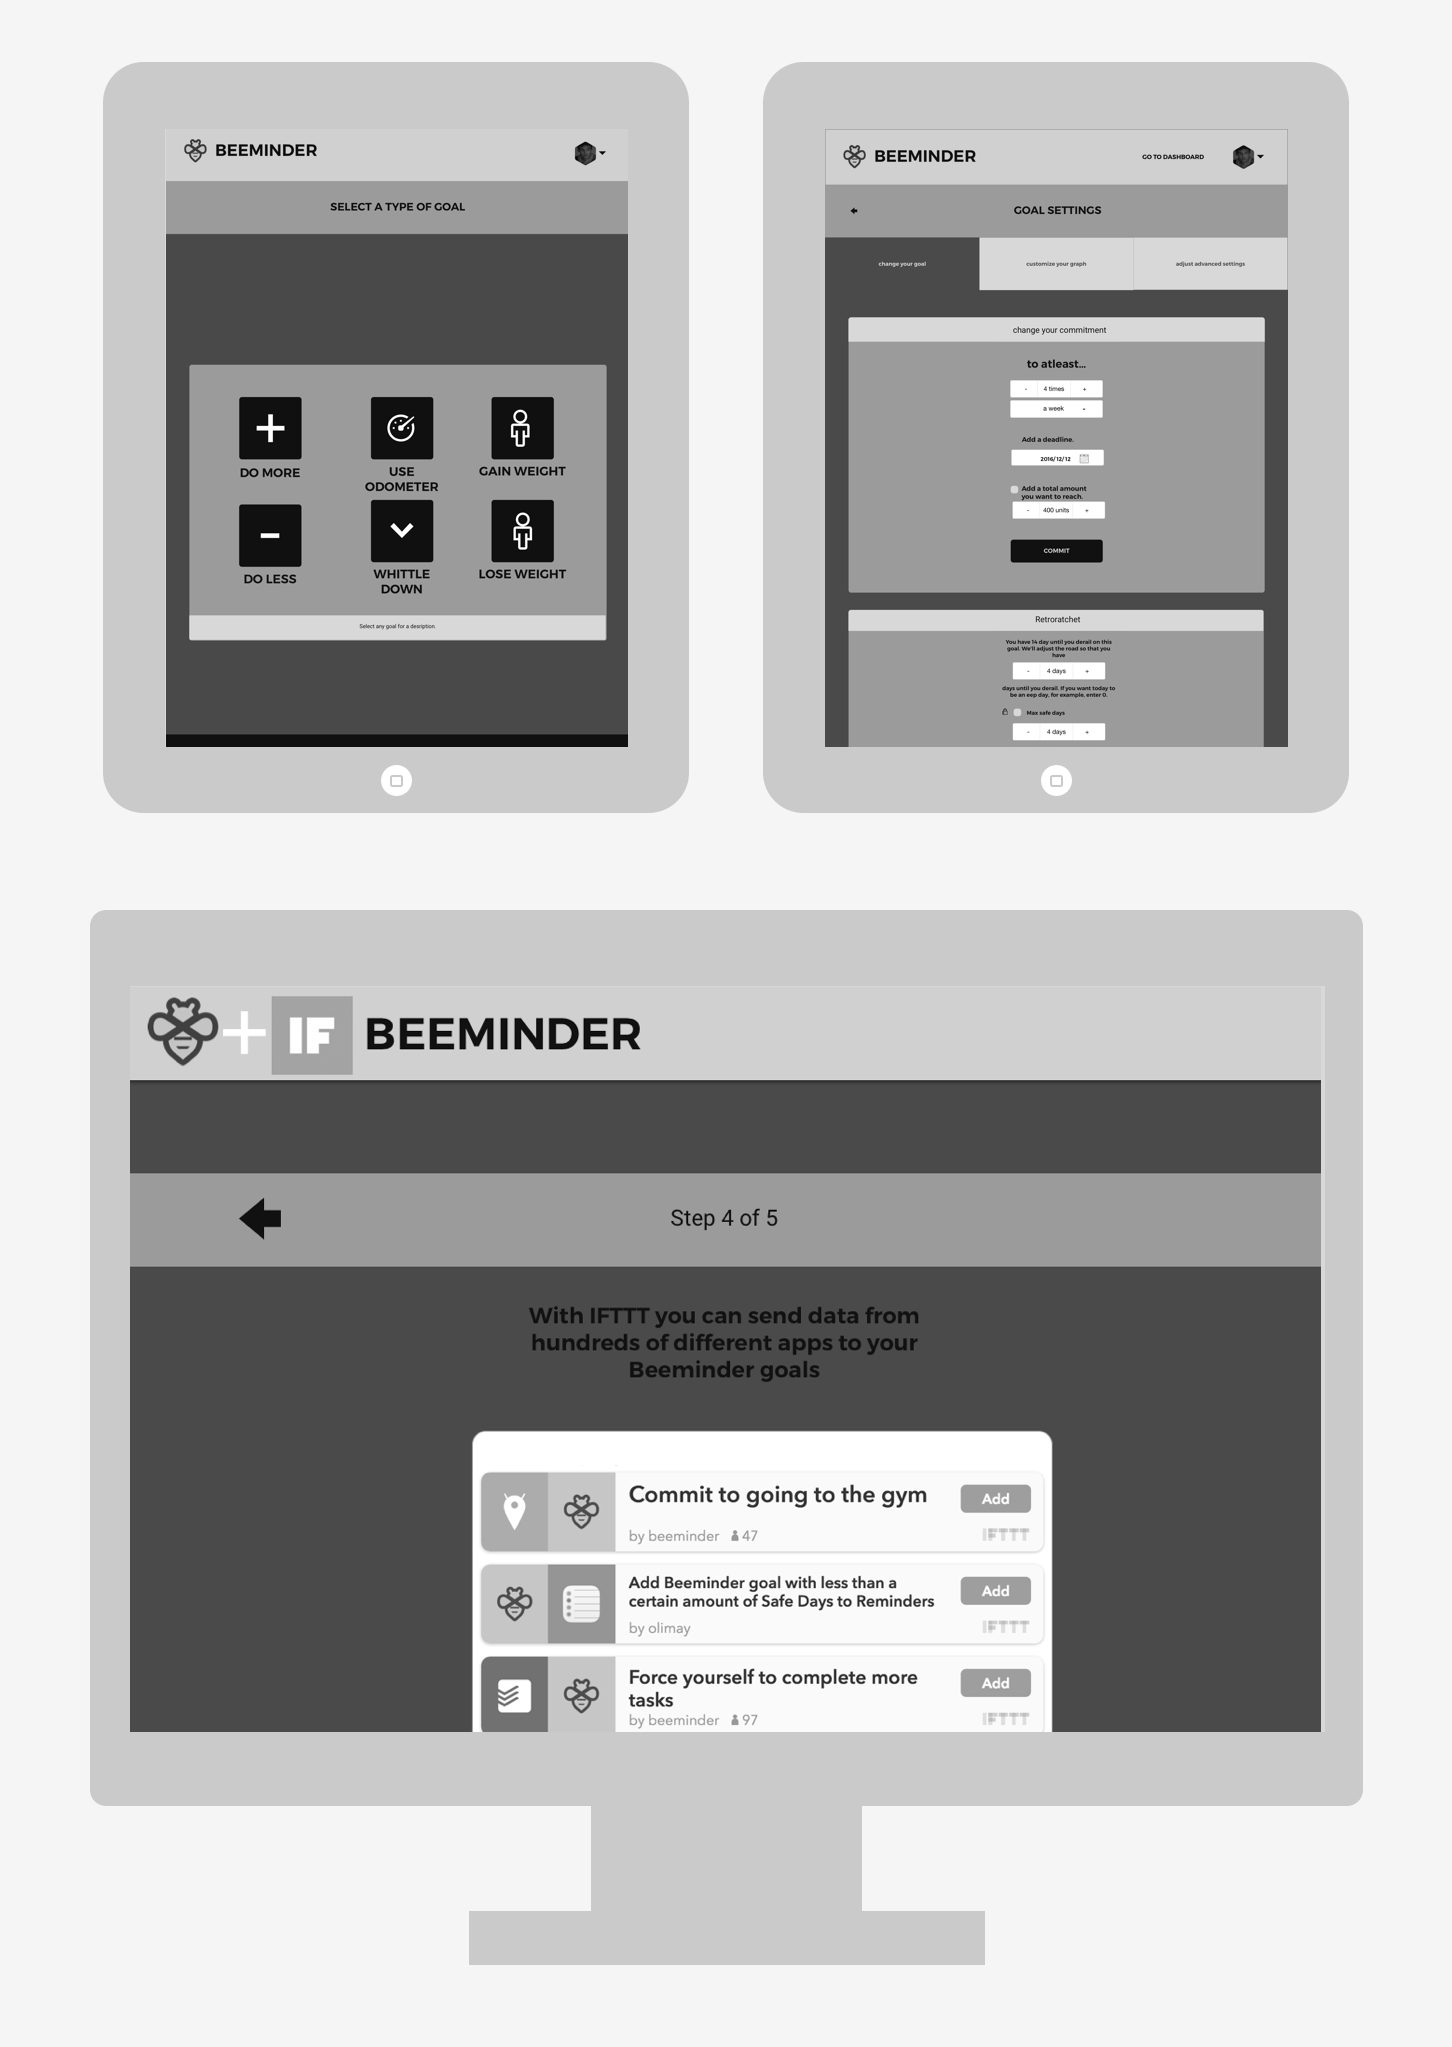 BEEMINDER
SELECT A TYPE OF GOAL
DO MORE
USE
ODOMETER
GAIN WEIGHT
DO LESS
WHITTLE
DOWN
LOSE WEIGHT
Select any goal for a desription.
BEEMINDER
GO TO DASHBOARD
GOAL SETTINGS
change your goal
customize your graph
adjust advanced settings
change your commitment
to atleast...
- 4 times +
a week
Add a deadline.
2016/12/12
Add a total amount
you want to reach.
- 400 units +
COMMIT
Retroratchet
You have 14 day until you derail on this
goal. We'll adjust the road so that you
have
- 4 days +
days until you derail. If you want today to
be an eep day, for example, enter 0.
Max safe days
- 4 days +
IF BEEMINDER
Step 4 of 5
With IFTTT you can send data from
hundreds of different apps to your
Beeminder goals
Commit to going to the gym
Add
by beeminder 47
IFTTT
Add Beeminder goal with less than a
certain amount of Safe Days to Reminders
Add
by olimay
IFTTT
Force yourself to complete more
tasks
Add
by beeminder 97
IFTTT